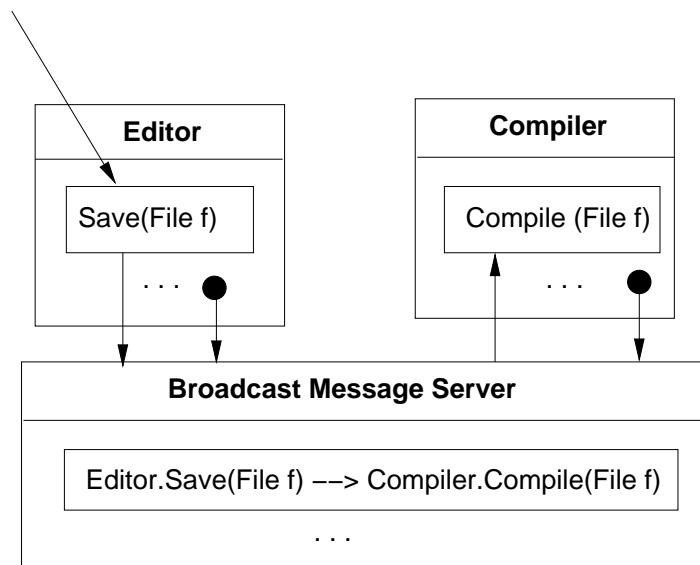 Editor
Compiler
Save(File f)
Compile (File f)
. . .
. . .
Broadcast Message Server
Editor.Save(File f) −−> Compiler.Compile(File f)
. . .